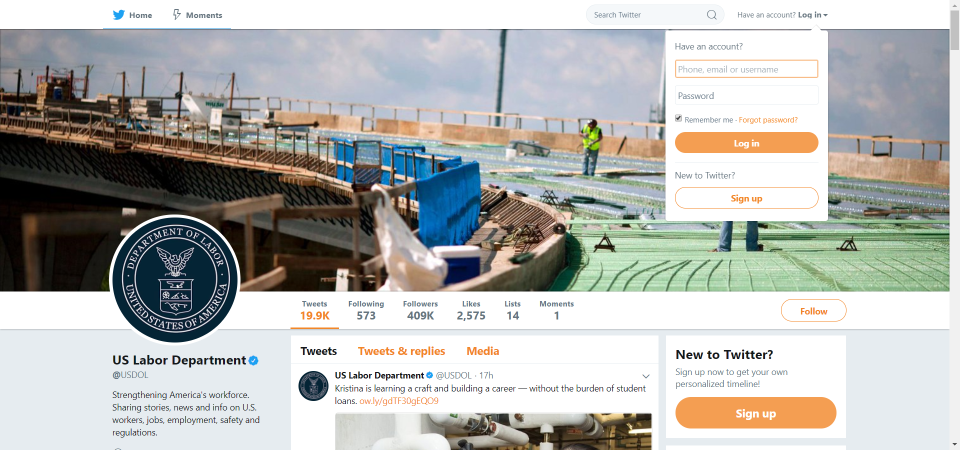 Home
Moments
Search Twitter
Have an account? Log in
Have an account?
Phone, email or username
Password
Remember me · Forgot password?
Log in
New to Twitter?
Sign up
DEPARTMENT OF LABOR
UNITED STATES OF AMERICA
Tweets
19.9K
Following
573
Followers
409K
Likes
2,575
Lists
14
Moments
1
Follow
US Labor Department
@USDOL
Strengthening America's workforce.
Sharing stories, news and info on U.S.
workers, jobs, employment, safety and
regulations.
Tweets
Tweets & replies
Media
US Labor Department @USDOL · 17h
Kristina is learning a craft and building a career — without the burden of student
loans. ow.ly/gdTF30gEQO9
New to Twitter?
Sign up now to get your own
personalized timeline!
Sign up